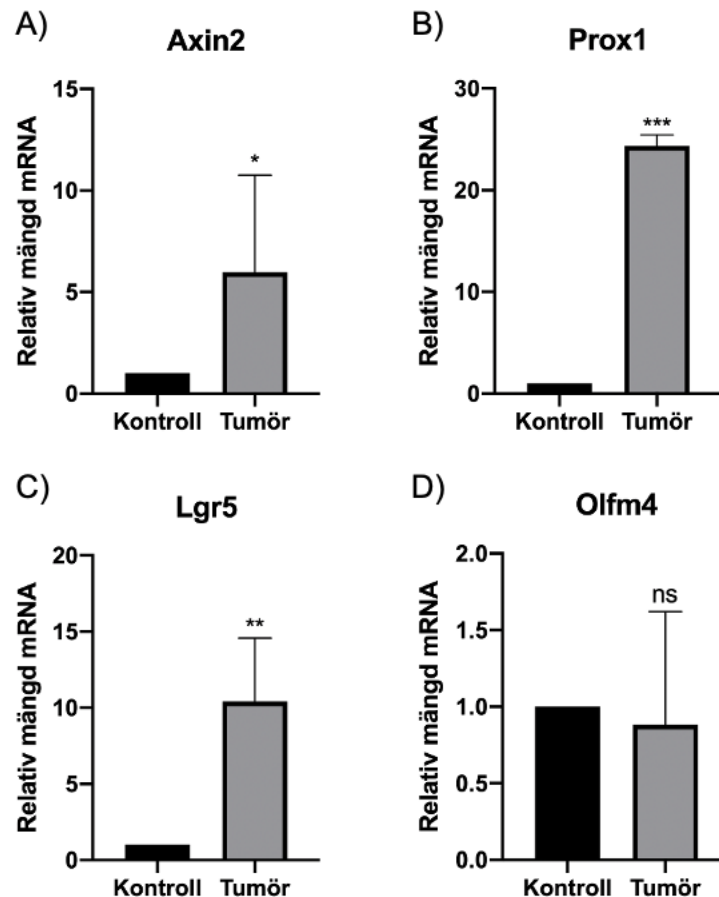 A)
Axin2
Relativ mängd mRNA
15
10
5
0
*
Kontroll Tumör
B)
Prox1
Relativ mängd mRNA
30
20
10
0
***
Kontroll Tumör
C)
Lgr5
Relativ mängd mRNA
20
15
10
5
0
**
Kontroll Tumör
D)
Olfm4
Relativ mängd mRNA
2.0
1.5
1.0
0.5
0.0
ns
Kontroll Tumör